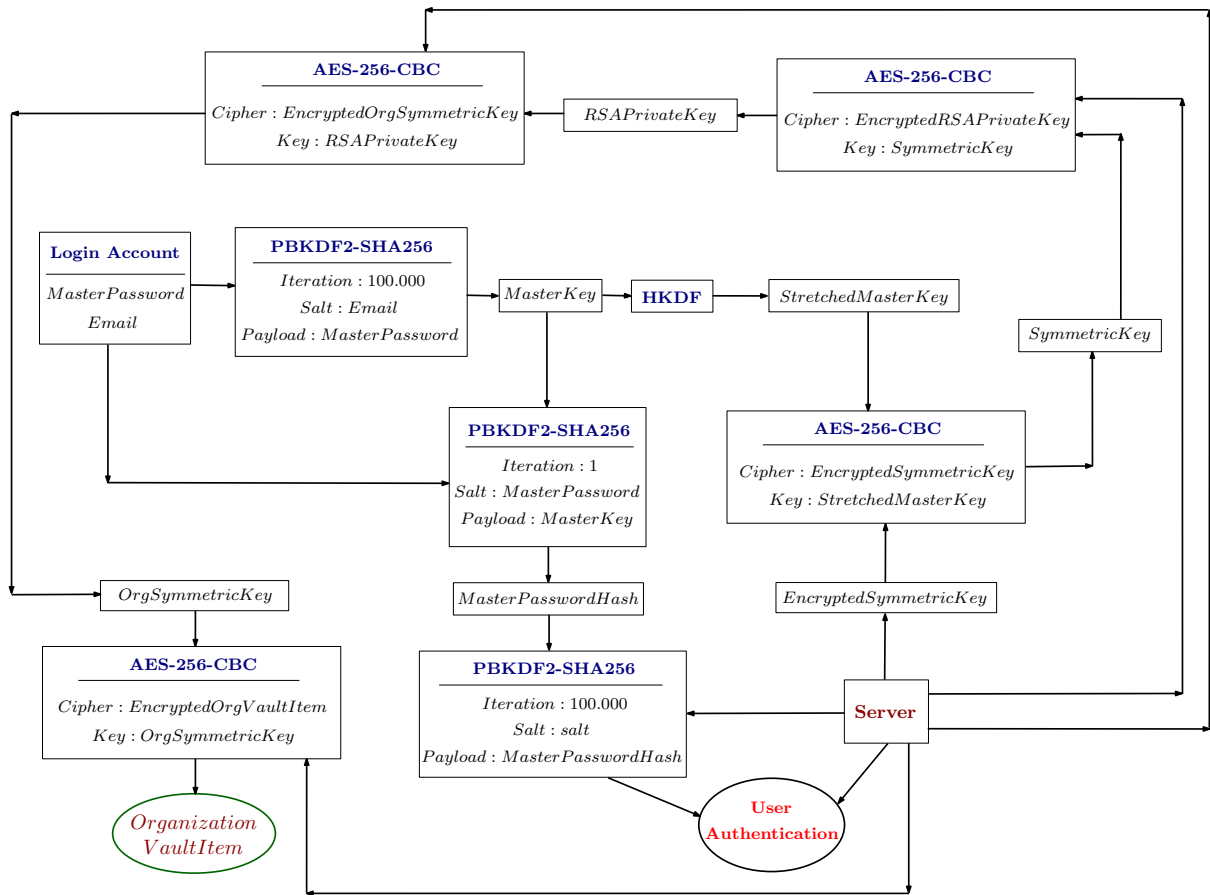 AES-256-CBC
Cipher : EncryptedOrgSymmetricKey
Key : RSAPrivateKey
RSAPrivateKey
AES-256-CBC
Cipher : EncryptedRSAPrivateKey
Key : SymmetricKey
Login Account
MasterPassword
Email
PBKDF2-SHA256
Iteration : 100.000
Salt : Email
Payload : MasterPassword
MasterKey
HKDF
StretchedMasterKey
SymmetricKey
PBKDF2-SHA256
Iteration : 1
Salt : MasterPassword
Payload : MasterKey
AES-256-CBC
Cipher : EncryptedSymmetricKey
Key : StretchedMasterKey
OrgSymmetricKey
MasterPasswordHash
EncryptedSymmetricKey
AES-256-CBC
Cipher : EncryptedOrgVaultItem
Key : OrgSymmetricKey
PBKDF2-SHA256
Iteration : 100.000
Salt : salt
Payload : MasterPasswordHash
Server
Organization
VaultItem
User
Authentication